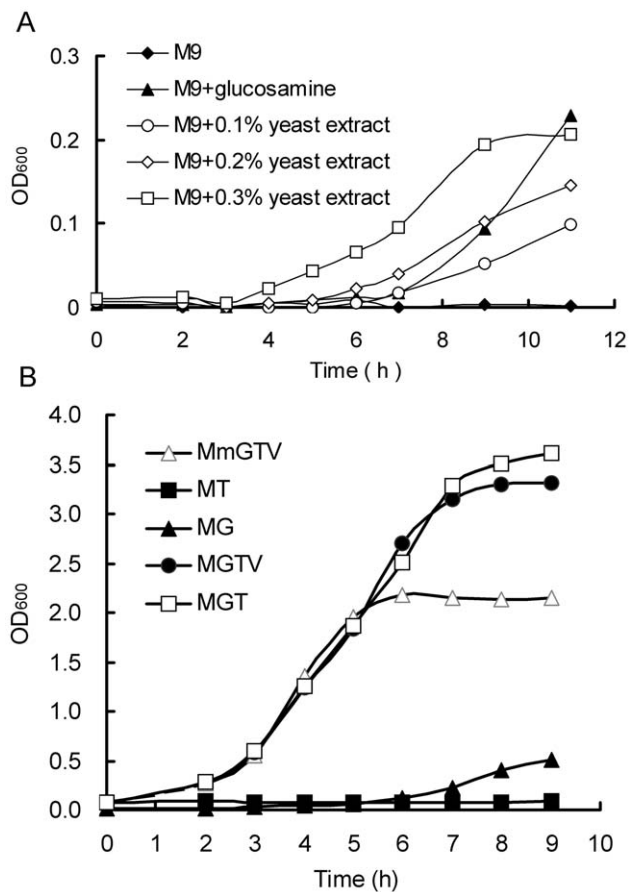 A
0.3
0.2
0.1
0
OD600
M9
M9+glucosamine
M9+0.1% yeast extract
M9+0.2% yeast extract
M9+0.3% yeast extract
0 2 4 6 8 10 12
Time ( h )
B
4.0
3.5
3.0
2.5
2.0
1.5
1.0
0.5
0.0
OD600
MmGTV
MT
MG
MGTV
MGT
0 1 2 3 4 5 6 7 8 9 10
Time (h)